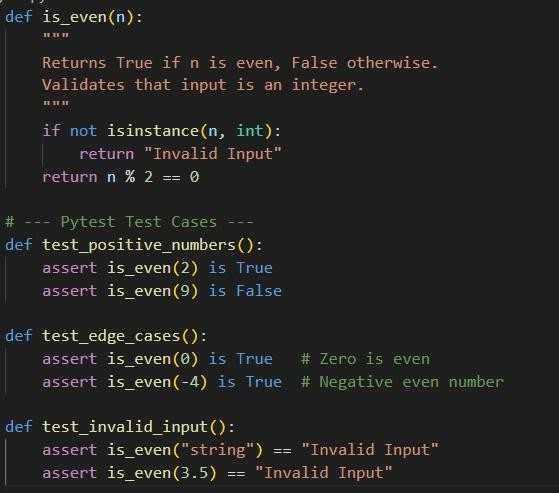 def is_even(n):
    """
    Returns True if n is even, False otherwise.
    Validates that input is an integer.
    """
    if not isinstance(n, int):
        return "Invalid Input"
    return n % 2 == 0

# --- Pytest Test Cases ---
def test_positive_numbers():
    assert is_even(2) is True
    assert is_even(9) is False

def test_edge_cases():
    assert is_even(0) is True   # Zero is even
    assert is_even(-4) is True  # Negative even number

def test_invalid_input():
    assert is_even("string") == "Invalid Input"
    assert is_even(3.5) == "Invalid Input"